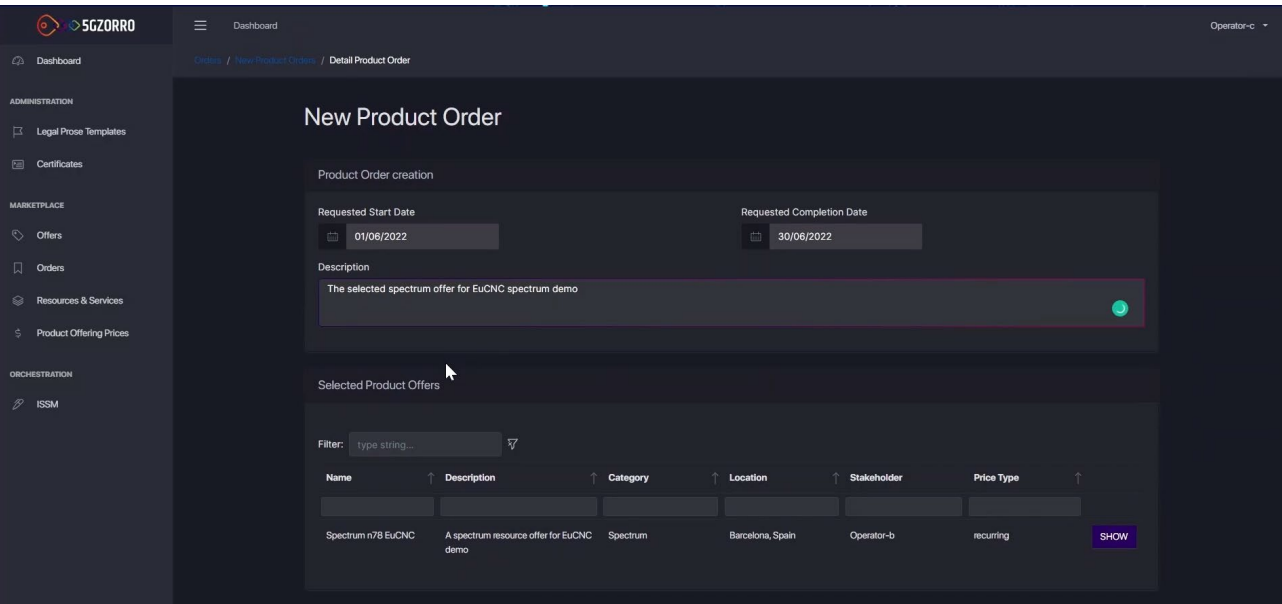 5GZORRO
Dashboard
Operator-c
Dashboard
Orders / New Product Orders / Detail Product Order
ADMINISTRATION
Legal Prose Templates
Certificates
MARKETPLACE
Offers
Orders
Resources & Services
Product Offering Prices
ORCHESTRATION
ISSM
New Product Order
Product Order creation
Requested Start Date
Requested Completion Date
01/06/2022
30/06/2022
Description
The selected spectrum offer for EuCNC spectrum demo
Selected Product Offers
Filter: type string...
Name Description Category Location Stakeholder Price Type
Spectrum n78 EuCNC A spectrum resource offer for EuCNC Spectrum Barcelona, Spain Operator-b recurring SHOW
demo